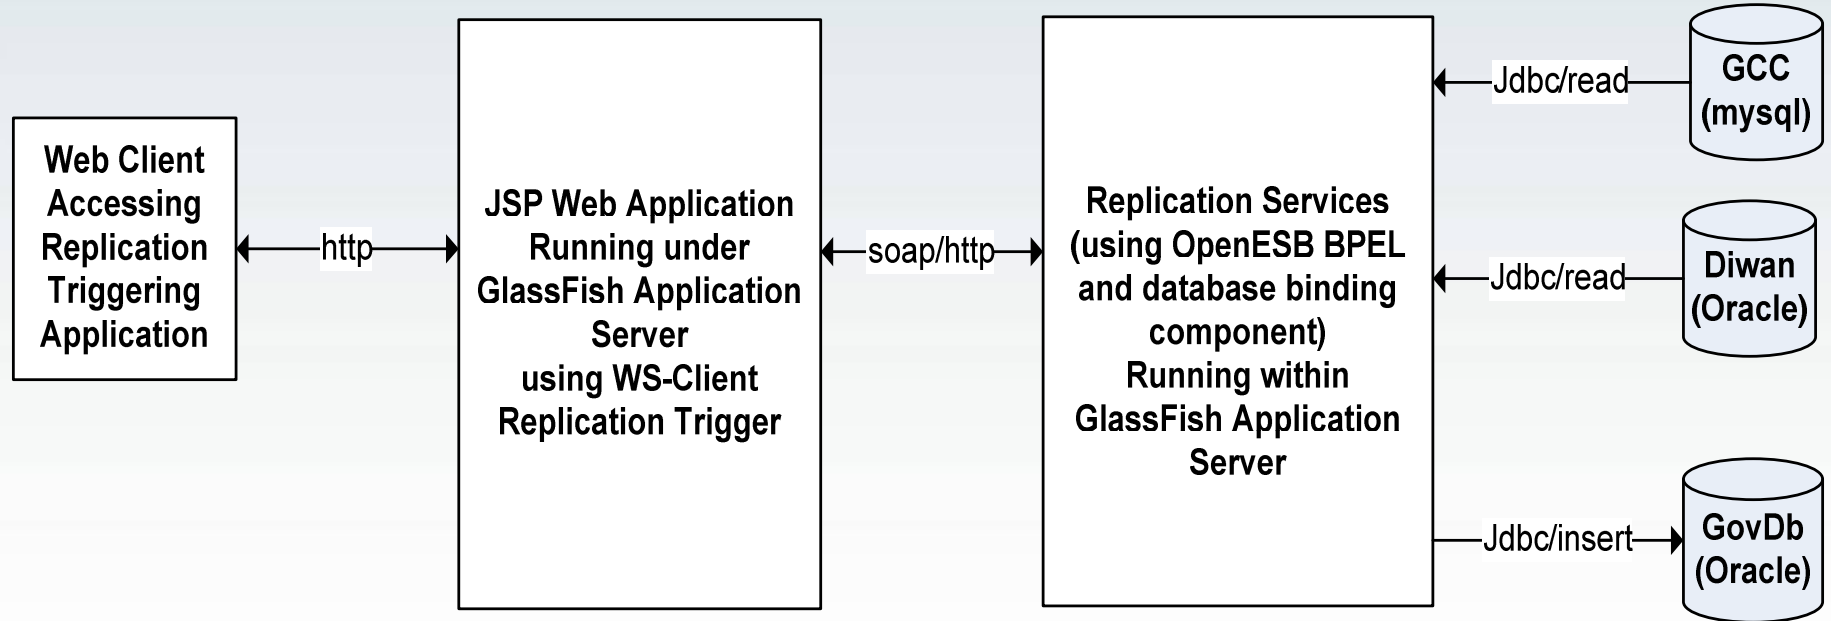 Web Client
Accessing
Replication
Triggering
Application
http
JSP Web Application
Running under
GlassFish Application
Server
using WS-Client
Replication Trigger
soap/http
Replication Services
(using OpenESB BPEL
and database binding
component)
Running within
GlassFish Application
Server
Jdbc/read
GCC
(mysql)
Jdbc/read
Diwan
(Oracle)
Jdbc/insert
GovDb
(Oracle)